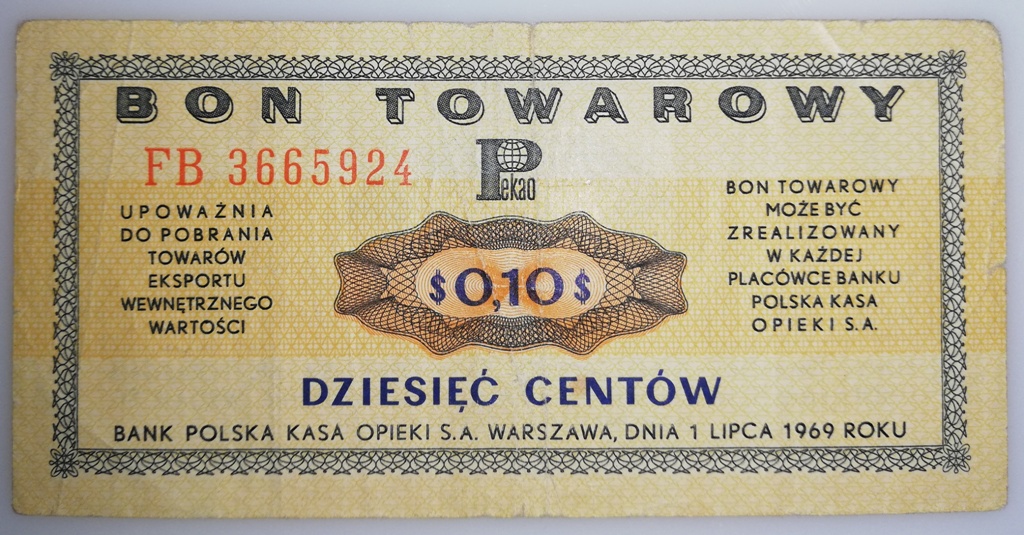 BON TOWAROWY
FB 3665924
Pekao
UPOWAŻNIA
DO POBRANIA
TOWARÓW
EKSPORTU
WEWNĘTRZNEGO
WARTOŚCI
$0,10$
BON TOWAROWY
MOŻE BYĆ
ZREALIZOWANY
W KAŻDEJ
PLACÓWCE BANKU
POLSKA KASA
OPIEKI S.A.
DZIESIĘĆ CENTÓW
BANK POLSKA KASA OPIEKI S.A. WARSZAWA, DNIA 1 LIPCA 1969 ROKU